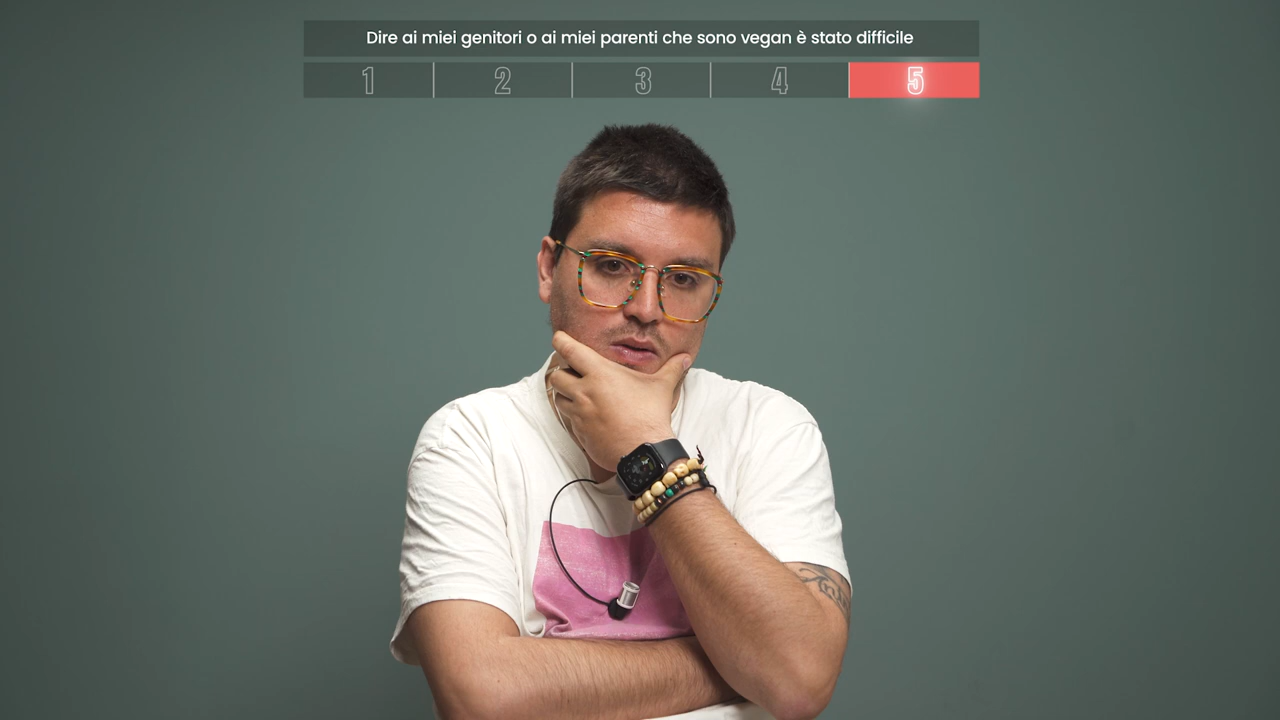 Dire ai miei genitori o ai miei parenti che sono vegan è stato difficile
1 2 3 4 5